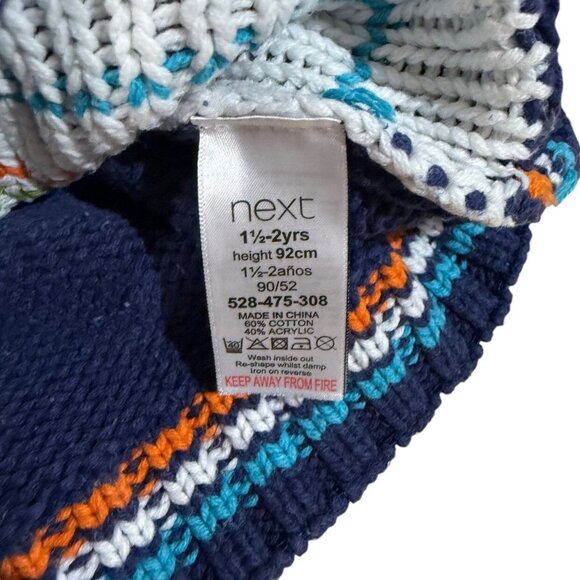 next
1½-2yrs
height 92cm
1½-2años
90/52
528-475-308
MADE IN CHINA
60% COTTON
40% ACRYLIC
40
Wash inside out
Re-shape whilst damp
Iron on reverse
KEEP AWAY FROM FIRE